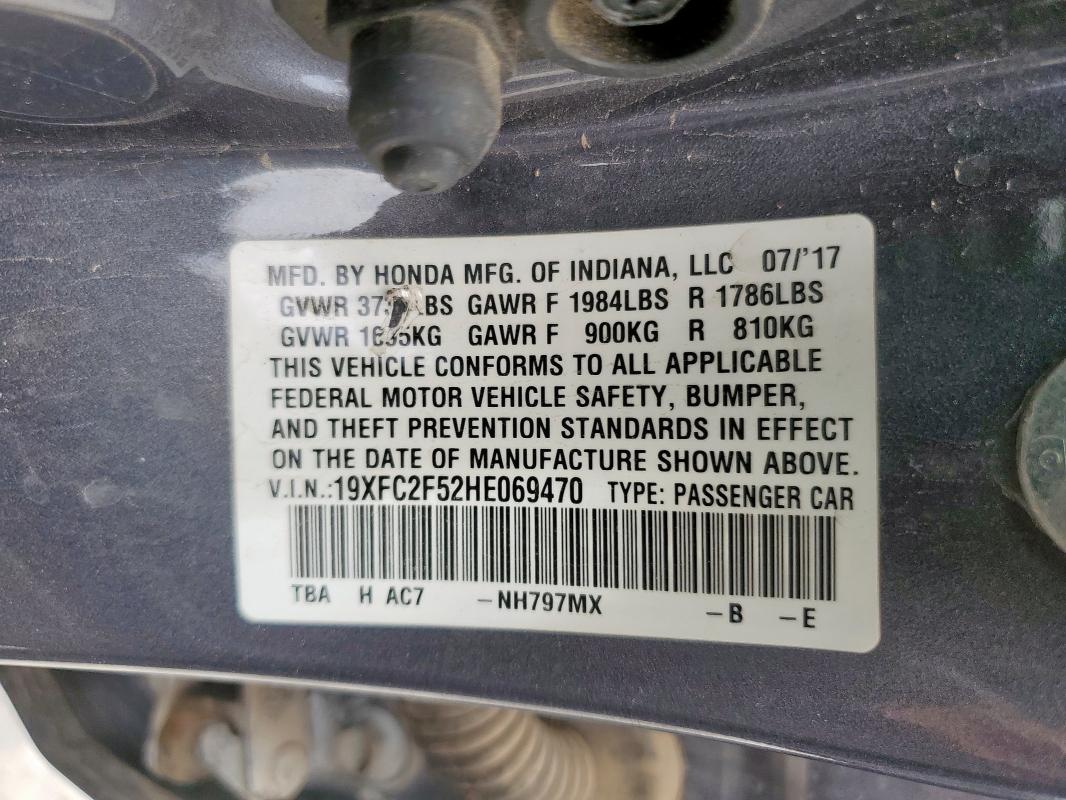 MFD. BY HONDA MFG. OF INDIANA, LLC 07/'17
GVWR GAWR F 1984LBS R 1786LBS
GVWR GAWR F 900KG R 810KG
THIS VEHICLE CONFORMS TO ALL APPLICABLE
FEDERAL MOTOR VEHICLE SAFETY, BUMPER,
AND THEFT PREVENTION STANDARDS IN EFFECT
ON THE DATE OF MANUFACTURE SHOWN ABOVE.
V.I.N.:19XFC2F52HE069470 TYPE: PASSENGER CAR
TBA H AC7 –NH797MX –B –E